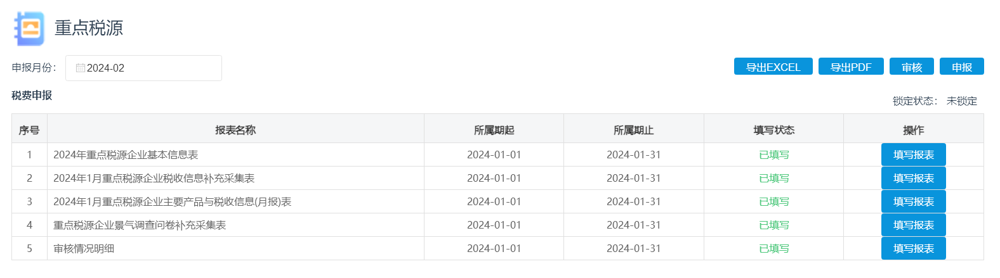 重点税源
申报月份： 2024-02 导出EXCEL 导出PDF 审核 申报
税费申报
锁定状态： 未锁定
序号 报表名称 所属期起 所属期止 填写状态 操作
1 2024年重点税源企业基本信息表 2024-01-01 2024-01-31 已填写 填写报表
2 2024年1月重点税源企业税收信息补充采集表 2024-01-01 2024-01-31 已填写 填写报表
3 2024年1月重点税源企业主要产品与税收信息(月报)表 2024-01-01 2024-01-31 已填写 填写报表
4 重点税源企业景气调查问卷补充采集表 2024-01-01 2024-01-31 已填写 填写报表
5 审核情况明细 2024-01-01 2024-01-31 已填写 填写报表